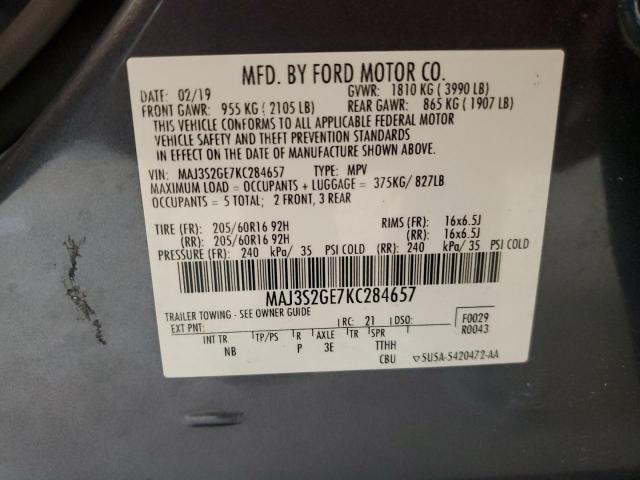 MFD. BY FORD MOTOR CO.
DATE: 02/19 GVWR: 1810 KG ( 3990 LB)
FRONT GAWR: 955 KG ( 2105 LB) REAR GAWR: 865 KG ( 1907 LB)
THIS VEHICLE CONFORMS TO ALL APPLICABLE FEDERAL MOTOR
VEHICLE SAFETY AND THEFT PREVENTION STANDARDS
IN EFFECT ON THE DATE OF MANUFACTURE SHOWN ABOVE.
VIN: MAJ3S2GE7KC284657 TYPE: MPV
MAXIMUM LOAD = OCCUPANTS + LUGGAGE = 375KG/ 827LB
OCCUPANTS = 5 TOTAL; 2 FRONT, 3 REAR
TIRE (FR): 205/60R16 92H RIMS (FR): 16x6.5J
(RR): 205/60R16 92H (RR): 16x6.5J
PRESSURE (FR): 240 kPa/ 35 PSI COLD (RR): 240 kPa/ 35 PSI COLD
MAJ3S2GE7KC284657
TRAILER TOWING - SEE OWNER GUIDE
EXT PNT: RC: 21 DSO: F0029
R0043
INT TR TP/PS R AXLE TR SPR
NB P 3E TTHH
CBU ▽5U5A-5420472-AA